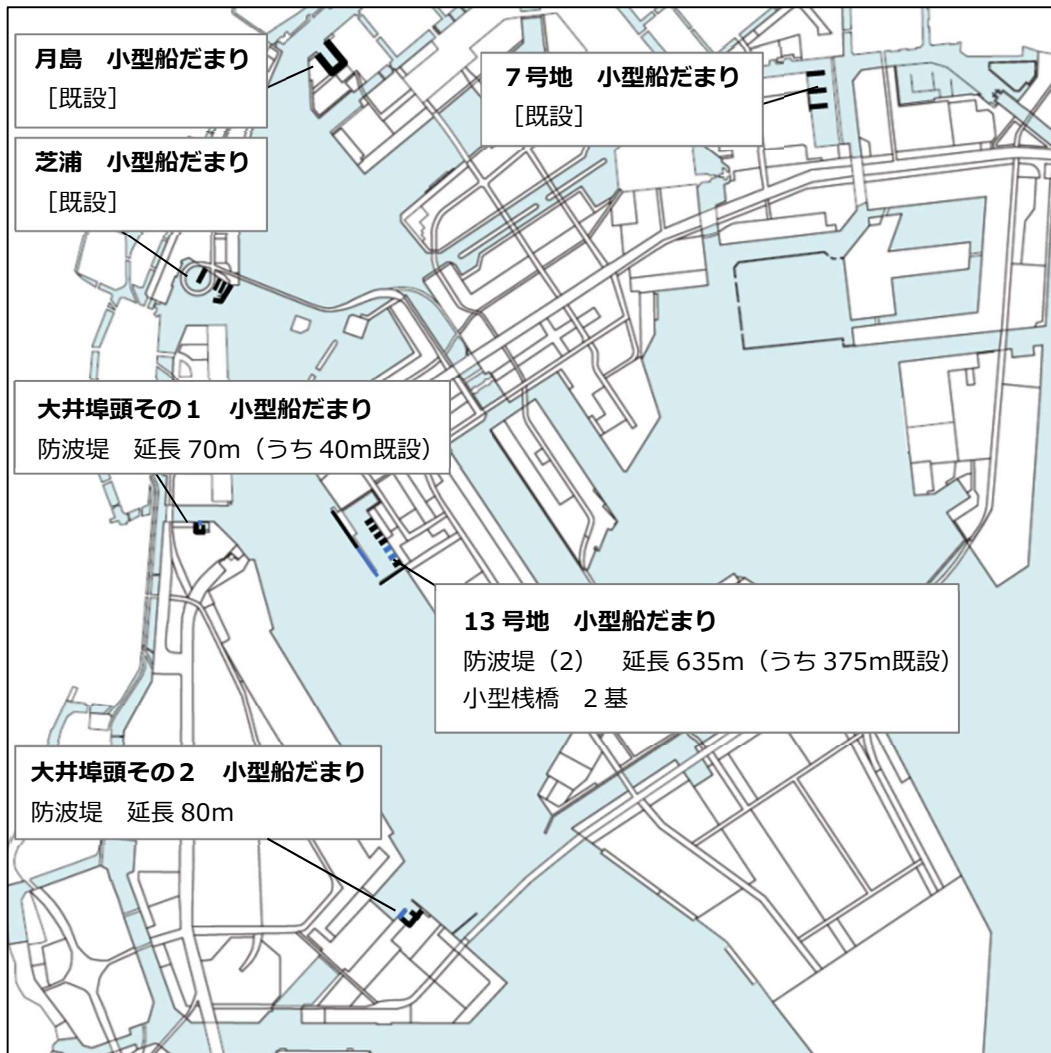 月島　小型船だまり
［既設］
７号地　小型船だまり
［既設］
芝浦　小型船だまり
［既設］
大井埠頭その１　小型船だまり
防波堤　延長 70m（うち 40m既設）
13 号地　小型船だまり
防波堤（2）　延長 635m（うち 375m既設）
小型桟橋　2 基
大井埠頭その２　小型船だまり
防波堤　延長 80m